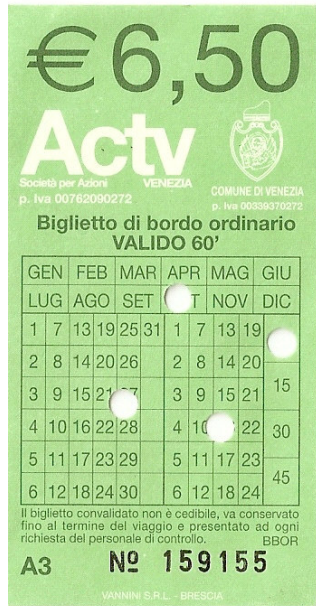 €6,50
Actv
Società per Azioni VENEZIA
p. Iva 00762090272
COMUNE DI VENEZIA
p. Iva 00339370272
Biglietto di bordo ordinario
VALIDO 60'
GEN FEB MAR APR MAG GIU
LUG AGO SET T NOV DIC
1 7 13 19 25 31 1 7 13 19
2 8 14 20 26 2 8 14 20
3 9 15 21 3 9 15 21 15
4 10 16 22 28 4 10 22 30
5 11 17 23 29 5 11 17 23
6 12 18 24 30 6 12 18 24 45
Il biglietto convalidato non è cedibile, va conservato
fino al termine del viaggio e presentato ad ogni
richiesta del personale di controllo. BBOR
A3 Nº 159155
VANNINI S.R.L. - BRESCIA